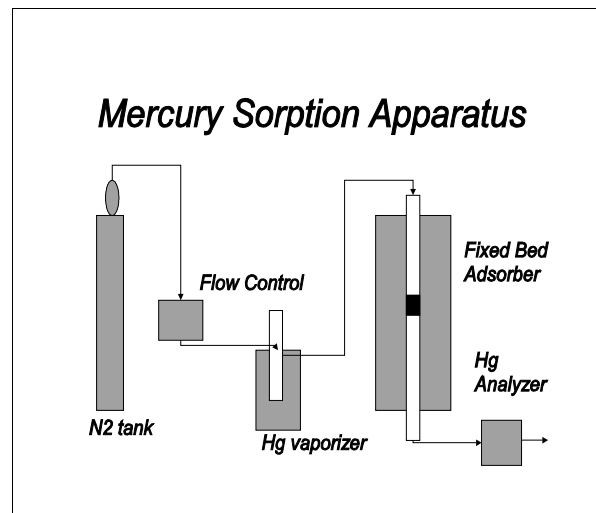 Mercury Sorption Apparatus
Fixed Bed
Adsorber
Flow Control
Hg
Analyzer
N2 tank
Hg vaporizer